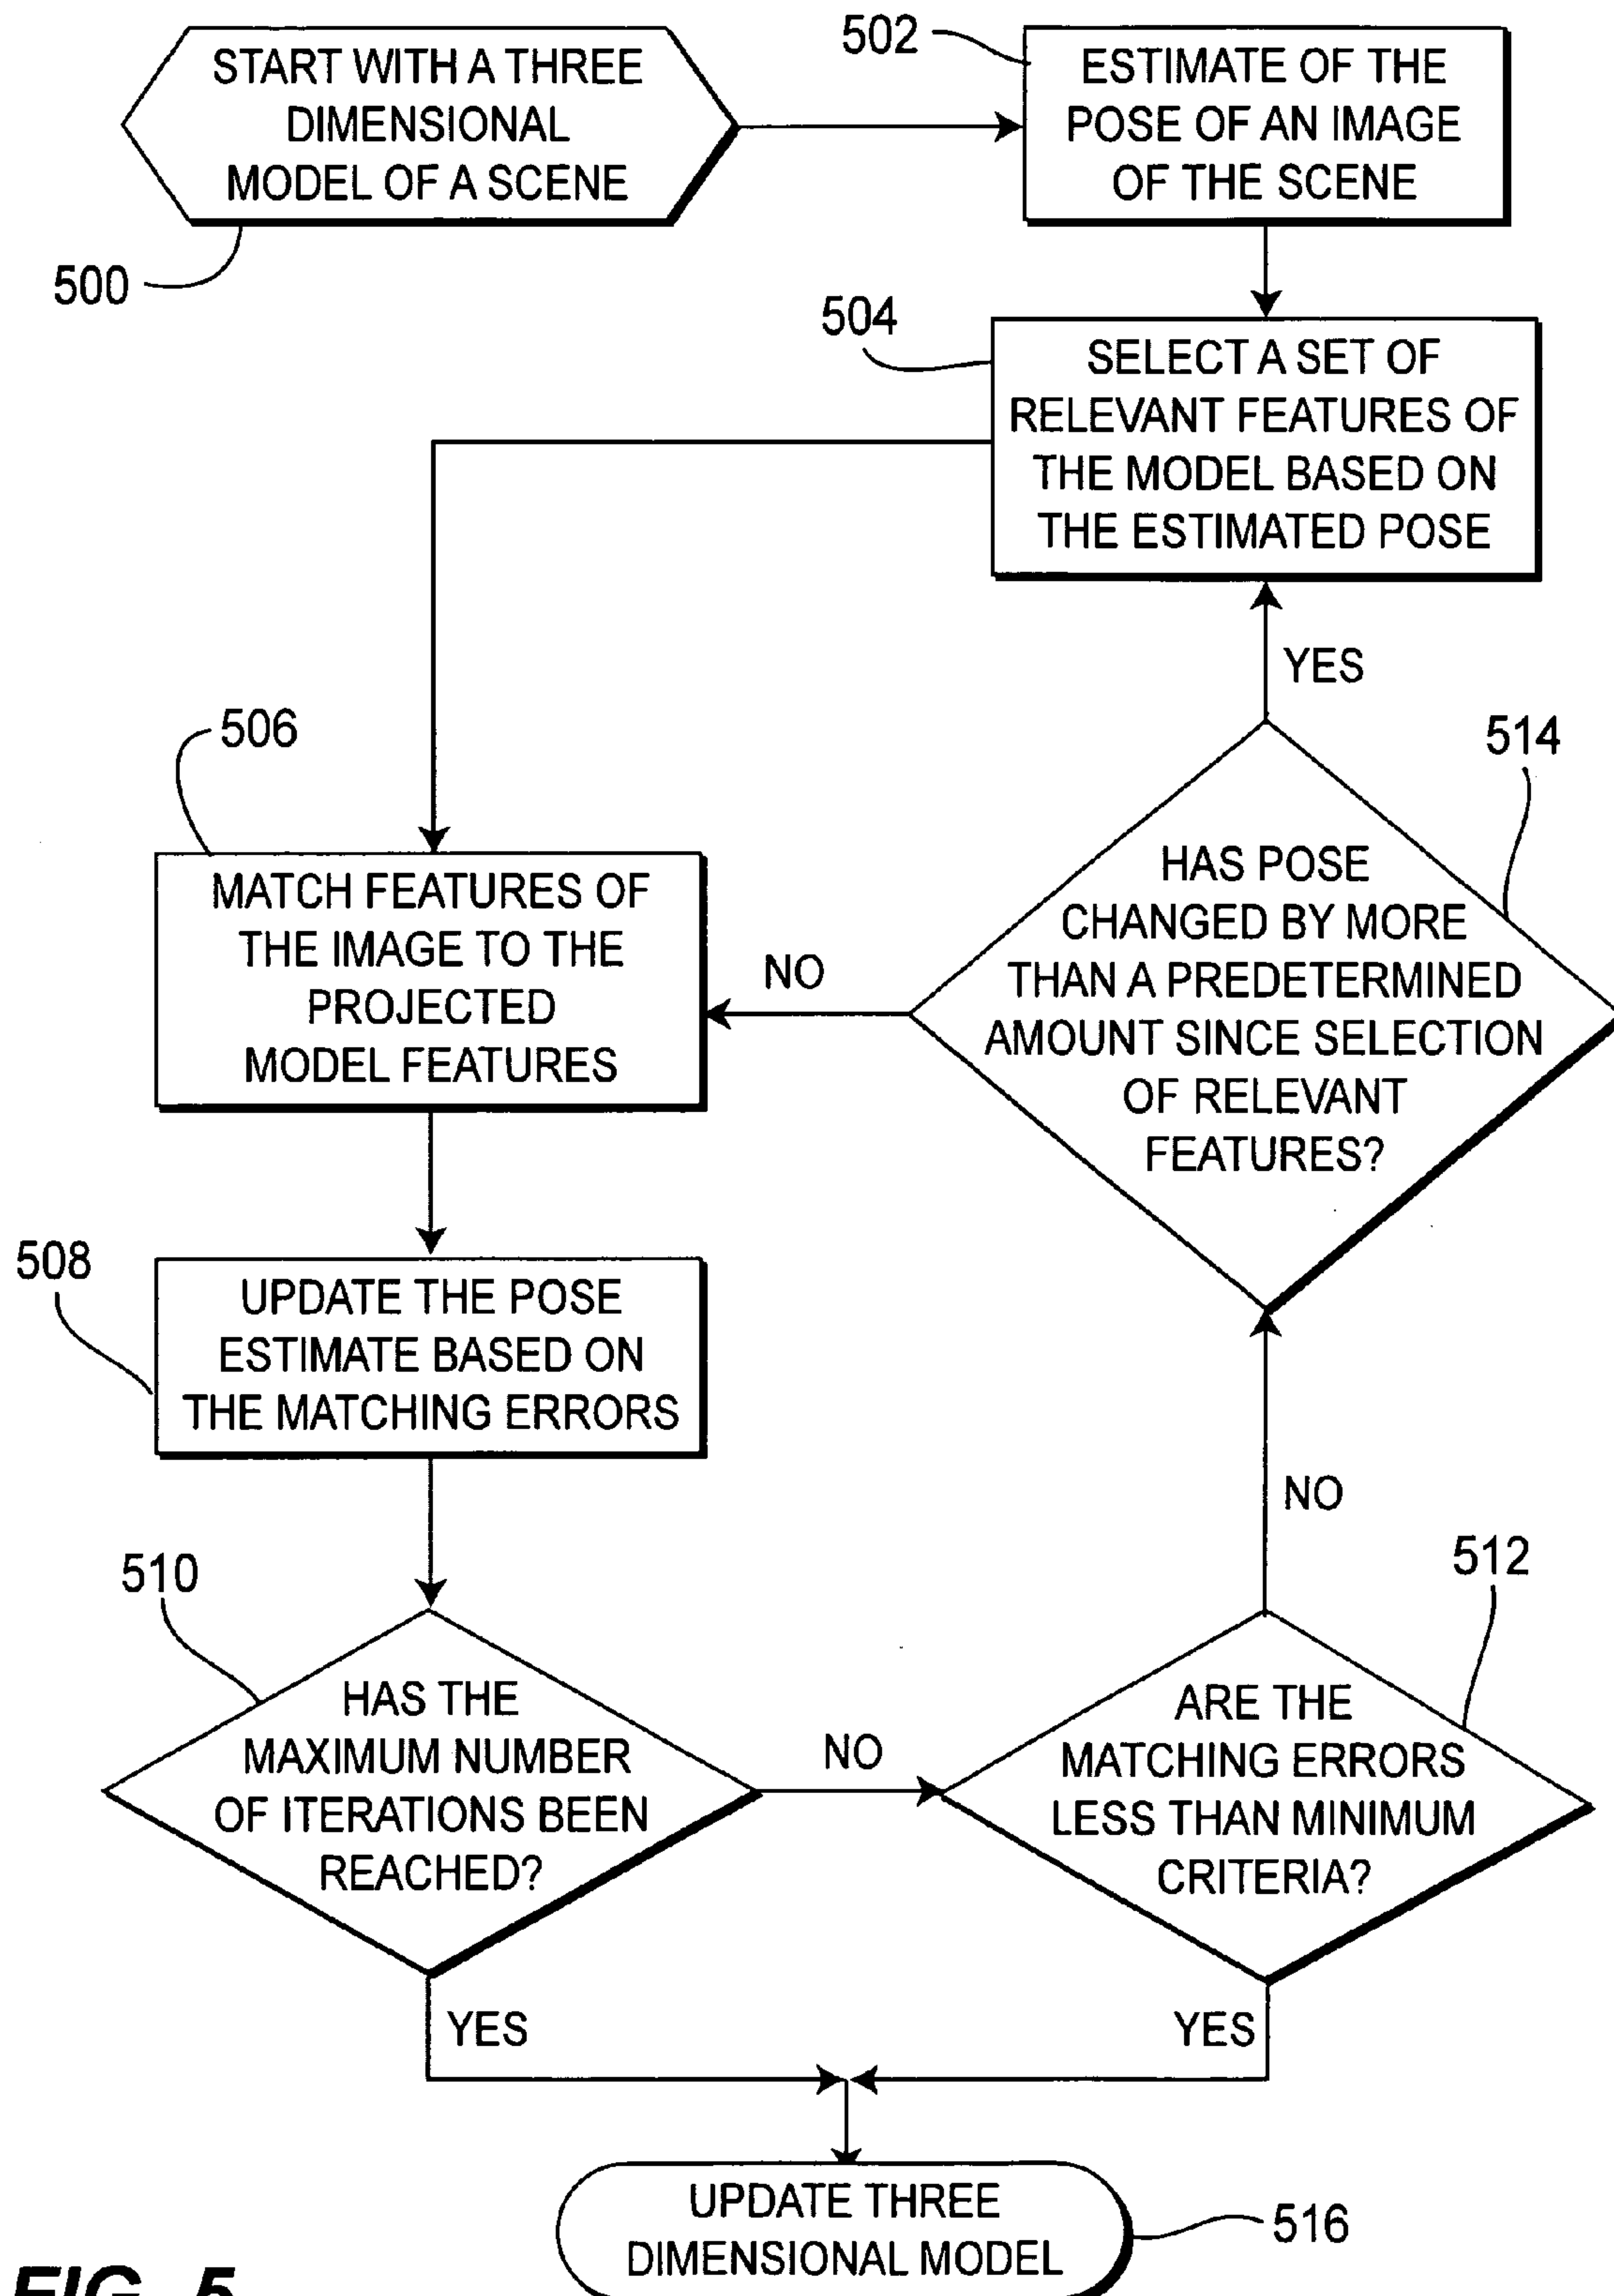 START WITH A THREE
DIMENSIONAL
MODEL OF A SCENE
500
502
ESTIMATE OF THE
POSE OF AN IMAGE
OF THE SCENE
504
SELECT A SET OF
RELEVANT FEATURES OF
THE MODEL BASED ON
THE ESTIMATED POSE
YES
506
MATCH FEATURES OF
THE IMAGE TO THE
PROJECTED
MODEL FEATURES
NO
514
HAS POSE
CHANGED BY MORE
THAN A PREDETERMINED
AMOUNT SINCE SELECTION
OF RELEVANT
FEATURES?
508
UPDATE THE POSE
ESTIMATE BASED ON
THE MATCHING ERRORS
NO
510
HAS THE
MAXIMUM NUMBER
OF ITERATIONS BEEN
REACHED?
NO
512
ARE THE
MATCHING ERRORS
LESS THAN MINIMUM
CRITERIA?
YES
YES
UPDATE THREE
DIMENSIONAL MODEL
516
FIG. 5